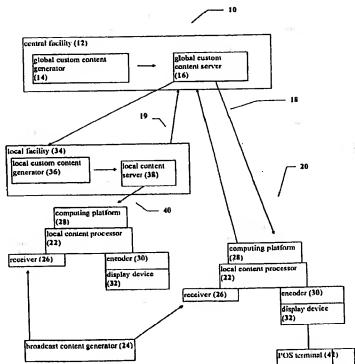 10
central facility (12)
global custom content
generator
(14)
global custom
content server
(16)
19
18
local facility (34)
local custom content
generator (36)
local content
server (38)
20
40
computing platform
(28)
local content processor
(22)
receiver (26)
encoder (30)
display device
(32)
computing platform
(28)
local content processor
(22)
receiver (26)
encoder (30)
display device
(32)
broadcast content generator (24)
POS terminal (42)